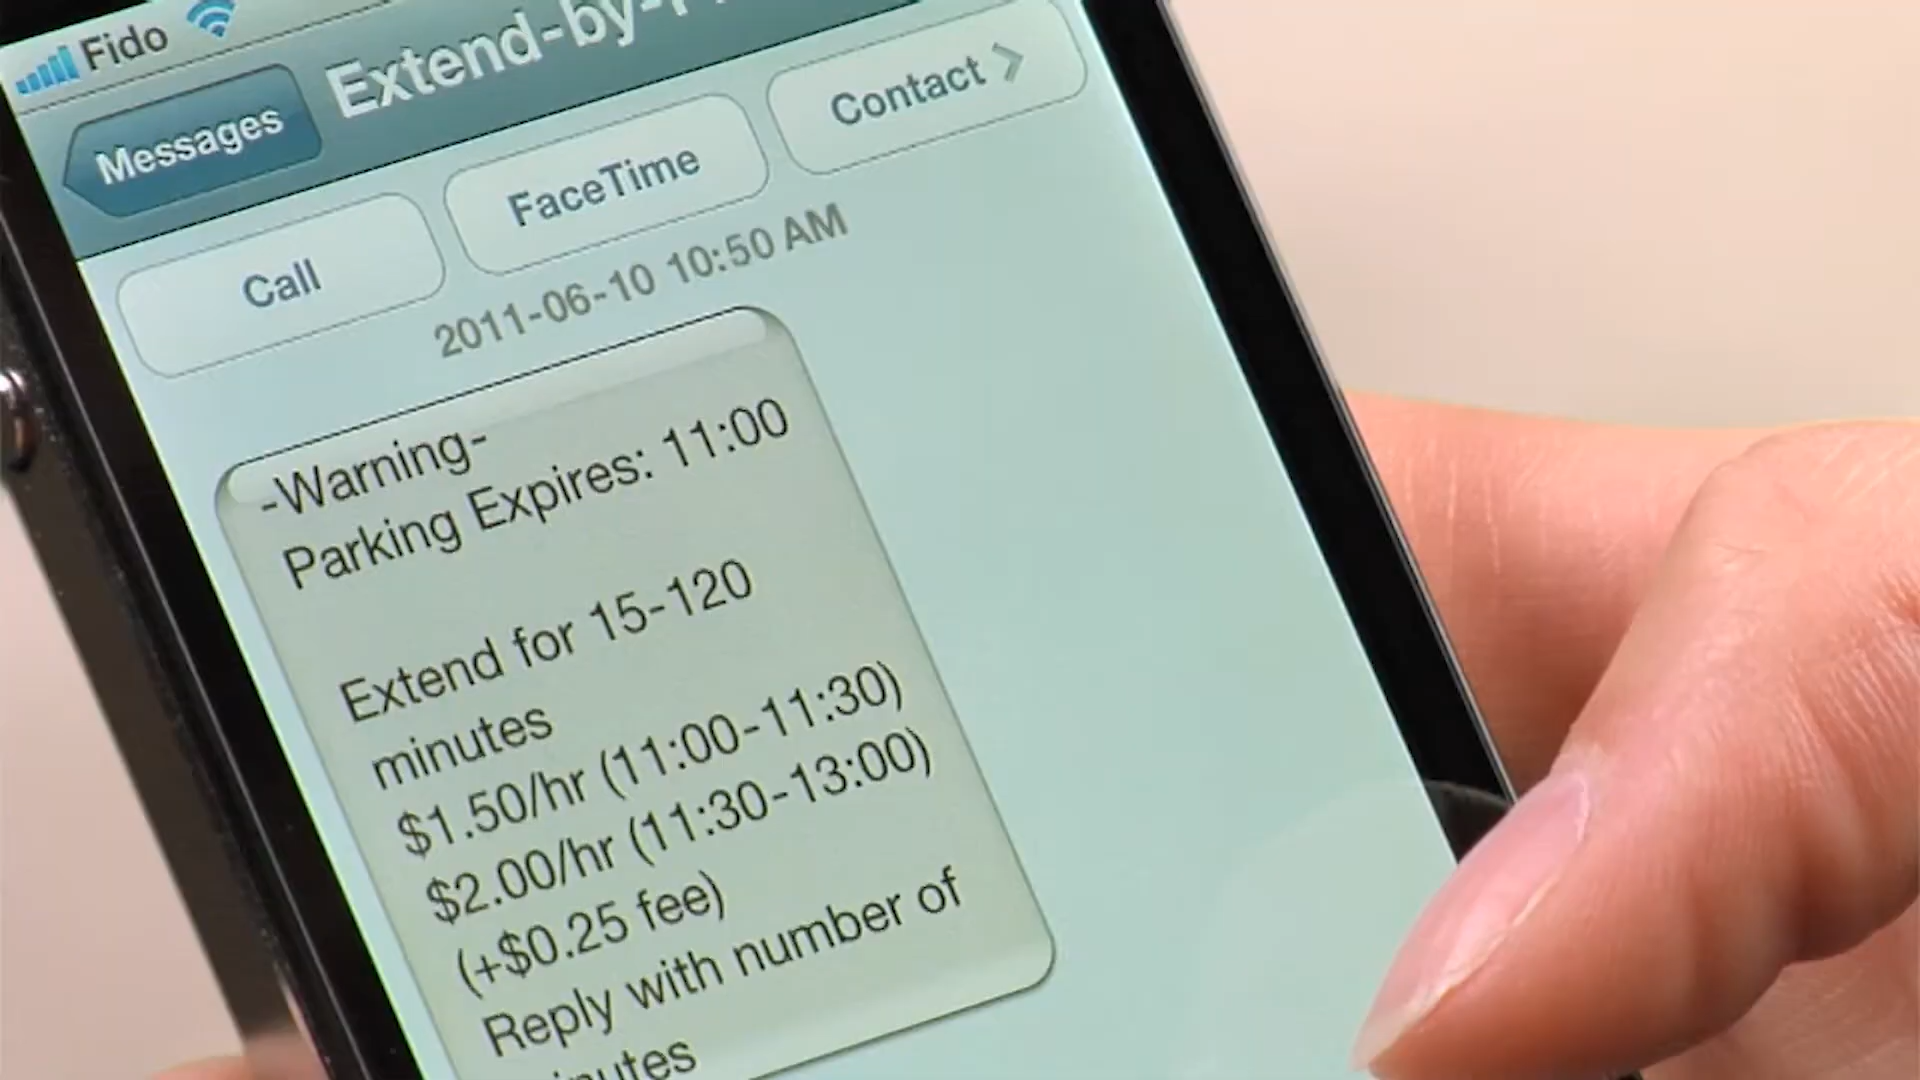 Fido
Messages
Extend-by-
Call
FaceTime
Contact
2011-06-10 10:50 AM
-Warning-
Parking Expires: 11:00
Extend for 15-120
minutes
$1.50/hr (11:00-11:30)
$2.00/hr (11:30-13:00)
(+$0.25 fee)
Reply with number of
minutes